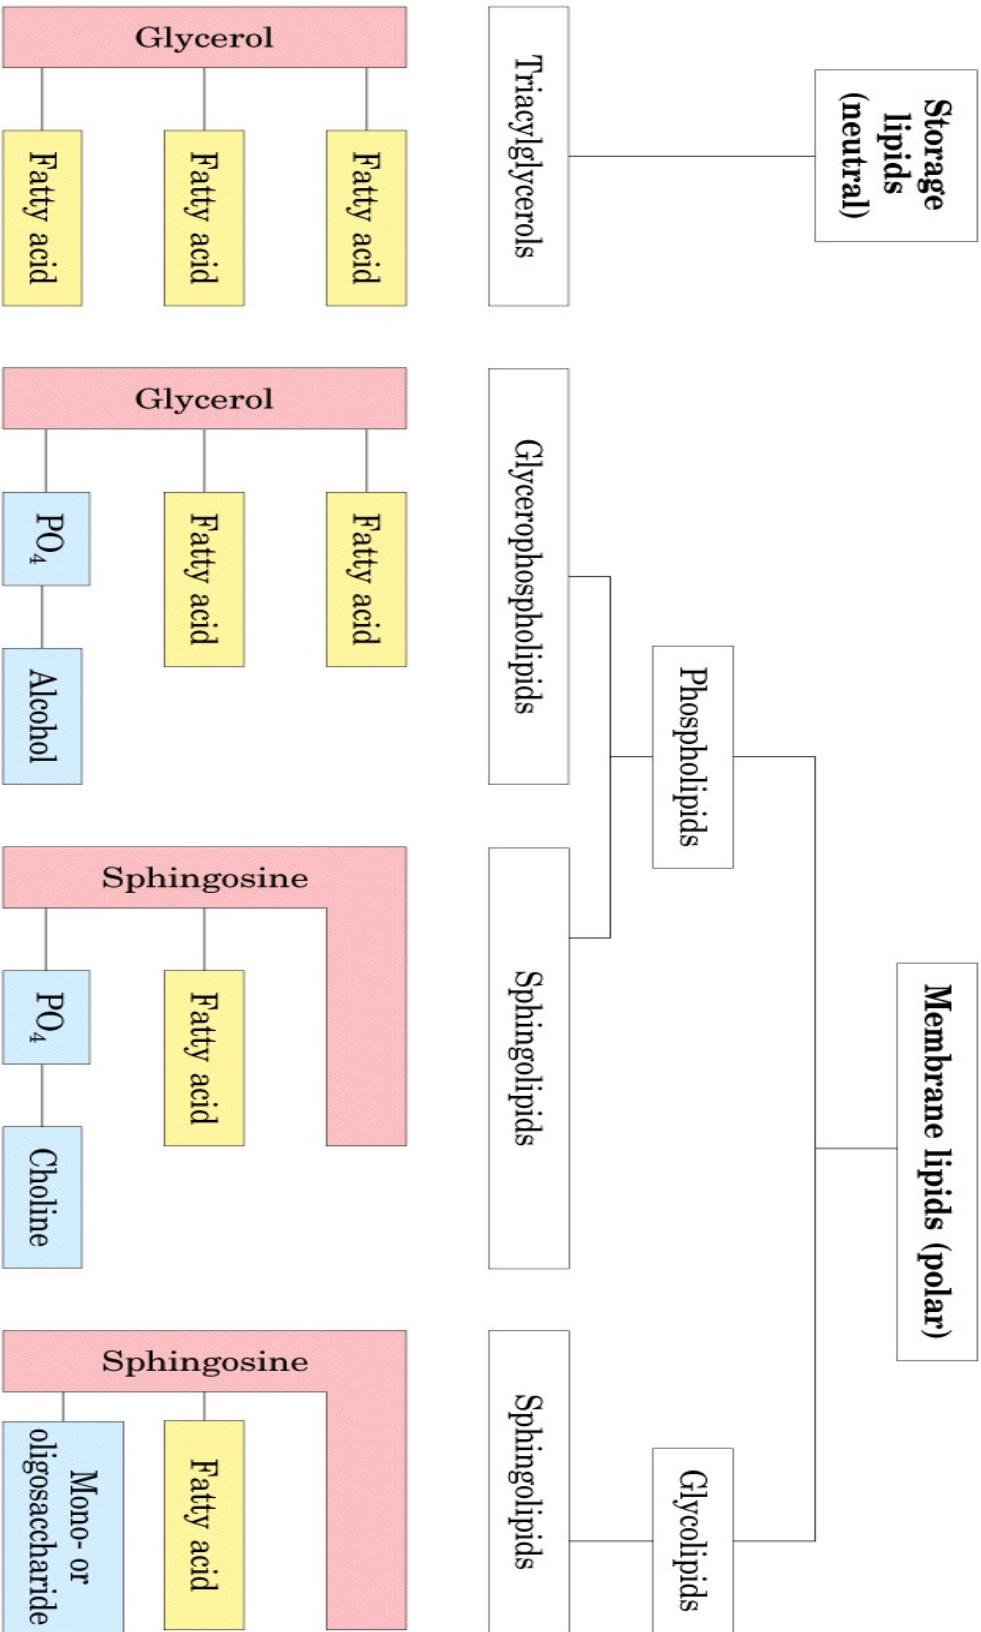 Storage
lipids
(neutral)
Membrane lipids (polar)
Phospholipids
Glycolipids
Triacylglycerols
Glycerophospholipids
Sphingolipids
Sphingolipids
Glycerol
Fatty acid
Fatty acid
Fatty acid
Glycerol
Fatty acid
Fatty acid
PO₄
Alcohol
Sphingosine
Fatty acid
PO₄
Choline
Sphingosine
Fatty acid
Mono- or
oligosaccharide